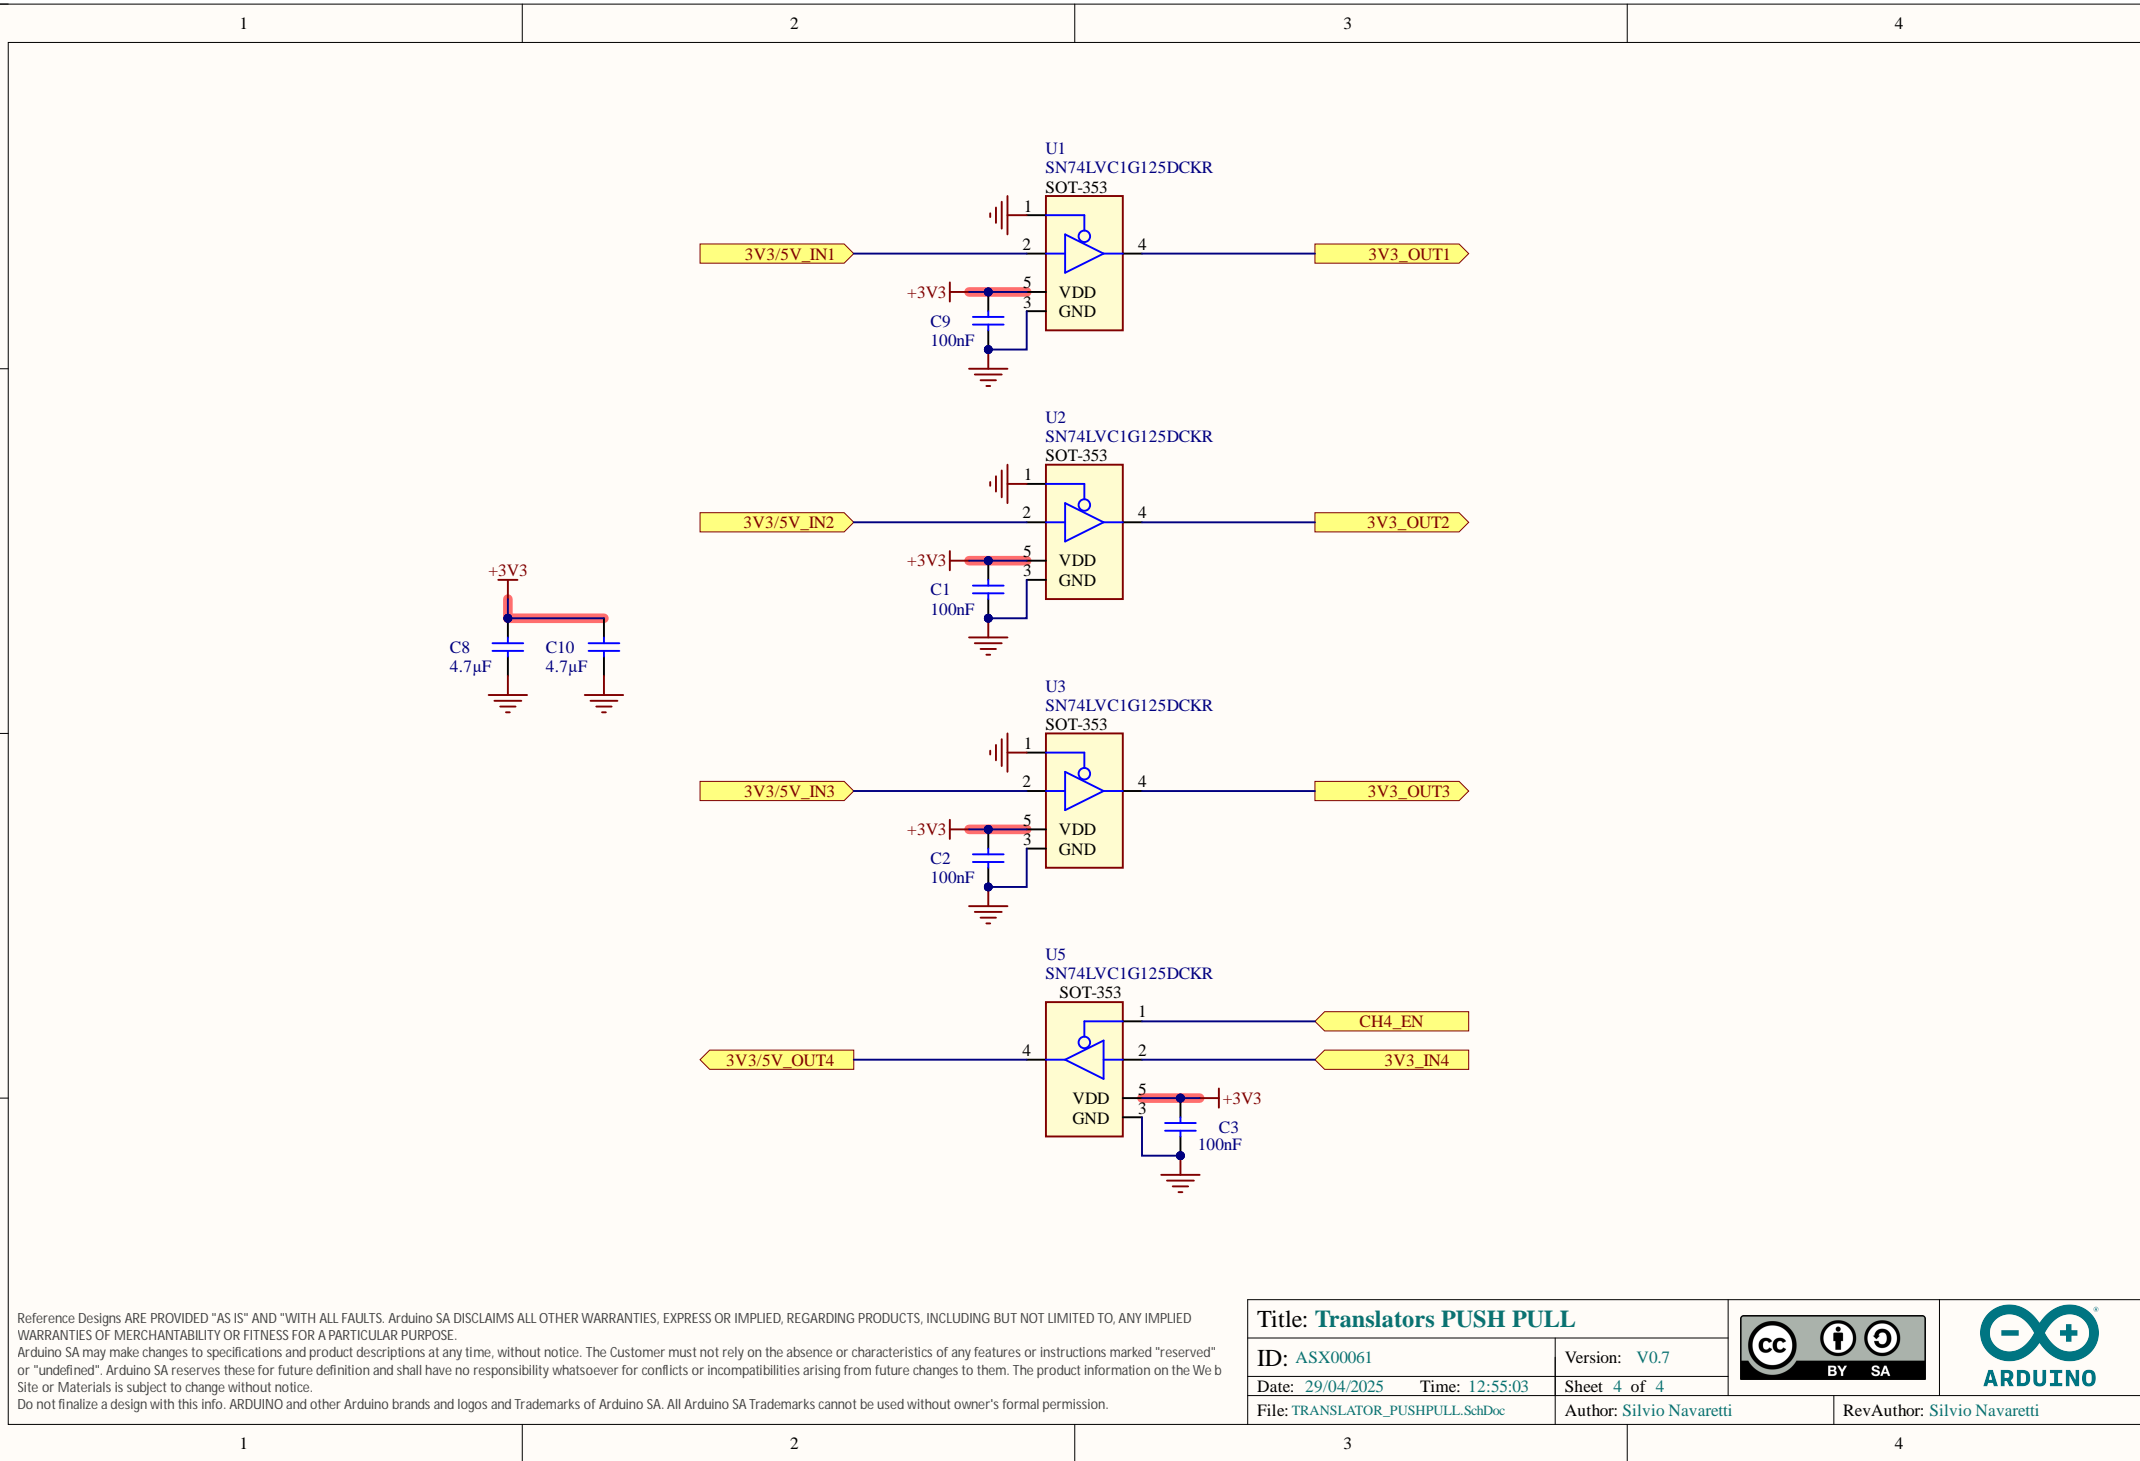 1 2 3 4
U1
SN74LVC1G125DCKR
SOT-353
1
3V3/5V_IN1 2 4 3V3_OUT1
+3V3 5 VDD
3 GND
C9
100nF
U2
SN74LVC1G125DCKR
SOT-353
1
3V3/5V_IN2 2 4 3V3_OUT2
+3V3 5 VDD
3 GND
C1
100nF
+3V3
C8 C10
4.7µF 4.7µF
U3
SN74LVC1G125DCKR
SOT-353
1
3V3/5V_IN3 2 4 3V3_OUT3
+3V3 5 VDD
3 GND
C2
100nF
U5
SN74LVC1G125DCKR
SOT-353
1 CH4_EN
3V3/5V_OUT4 4 2 3V3_IN4
VDD 5 +3V3
GND 3
C3
100nF
Reference Designs ARE PROVIDED "AS IS" AND "WITH ALL FAULTS. Arduino SA DISCLAIMS ALL OTHER WARRANTIES, EXPRESS OR IMPLIED, REGARDING PRODUCTS, INCLUDING BUT NOT LIMITED TO, ANY IMPLIED
WARRANTIES OF MERCHANTABILITY OR FITNESS FOR A PARTICULAR PURPOSE.
Arduino SA may make changes to specifications and product descriptions at any time, without notice. The Customer must not rely on the absence or characteristics of any features or instructions marked "reserved"
or "undefined". Arduino SA reserves these for future definition and shall have no responsibility whatsoever for conflicts or incompatibilities arising from future changes to them. The product information on the We b
Site or Materials is subject to change without notice.
Do not finalize a design with this info. ARDUINO and other Arduino brands and logos and Trademarks of Arduino SA. All Arduino SA Trademarks cannot be used without owner's formal permission.
Title: Translators PUSH PULL
ID: ASX00061 Version: V0.7
Date: 29/04/2025 Time: 12:55:03 Sheet 4 of 4
File: TRANSLATOR_PUSHPULL.SchDoc Author: Silvio Navaretti RevAuthor: Silvio Navaretti
cc BY SA
ARDUINO ®
1 2 3 4